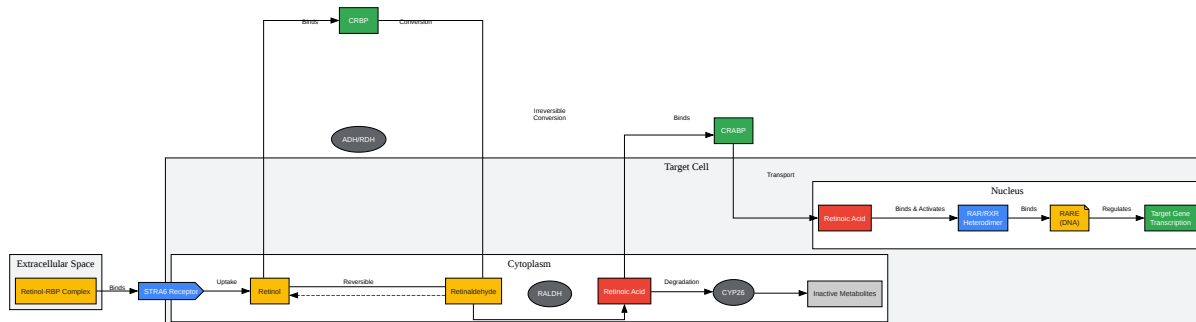 Binds
CRBP
Conversion
Irreversible
Conversion
Binds
CRABP
ADH/RDH
Target Cell
Transport
Nucleus
Retinoic Acid
Binds & Activates
RAR/RXR
Heterodimer
Binds
RARE
(DNA)
Regulates
Target Gene
Transcription
Extracellular Space
Retinol-RBP Complex
Binds
STRA6 Receptor
Uptake
Cytoplasm
Retinol
Reversible
Retinaldehyde
RALDH
Retinoic Acid
Degradation
CYP26
Inactive Metabolites